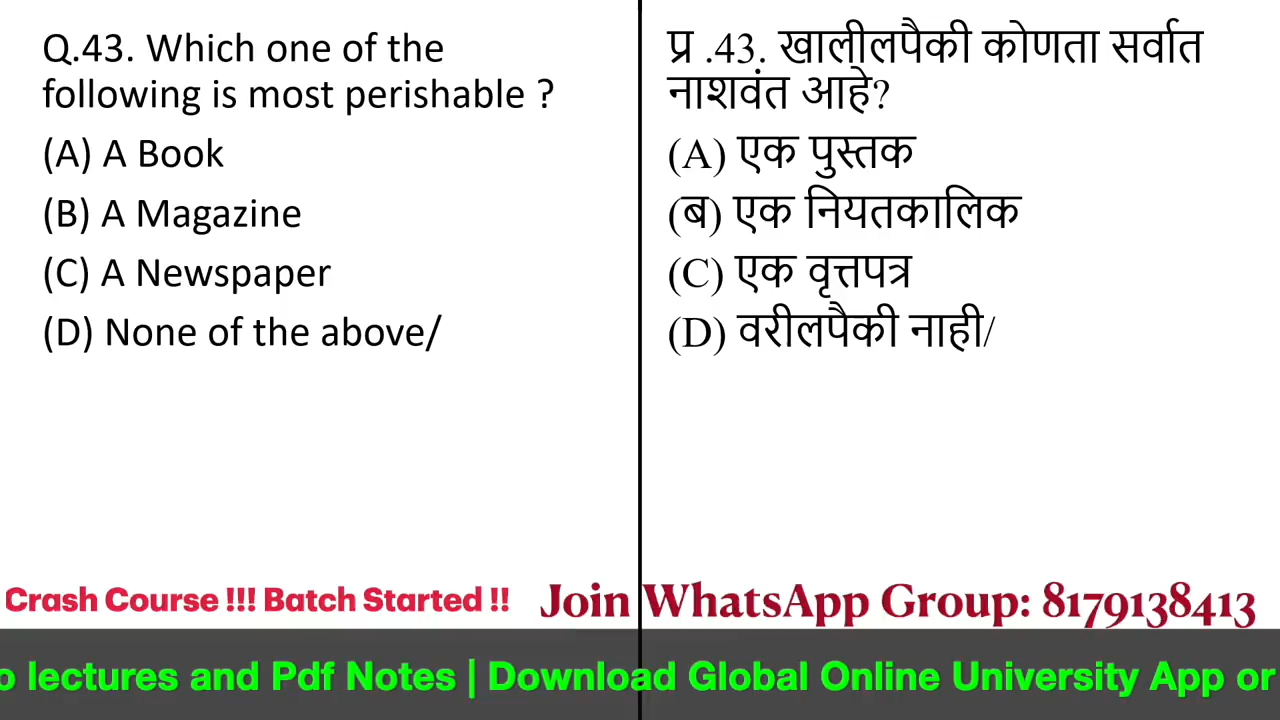 Q.43. Which one of the
following is most perishable ?
(A) A Book
(B) A Magazine
(C) A Newspaper
(D) None of the above/
प्र .43. खालीलपैकी कोणता सर्वात
नाशवंत आहे?
(A) एक पुस्तक
(ब) एक नियतकालिक
(C) एक वृत्तपत्र
(D) वरीलपैकी नाही/
Crash Course !!! Batch Started !!
Join WhatsApp Group: 8179138413
o lectures and Pdf Notes | Download Global Online University App or